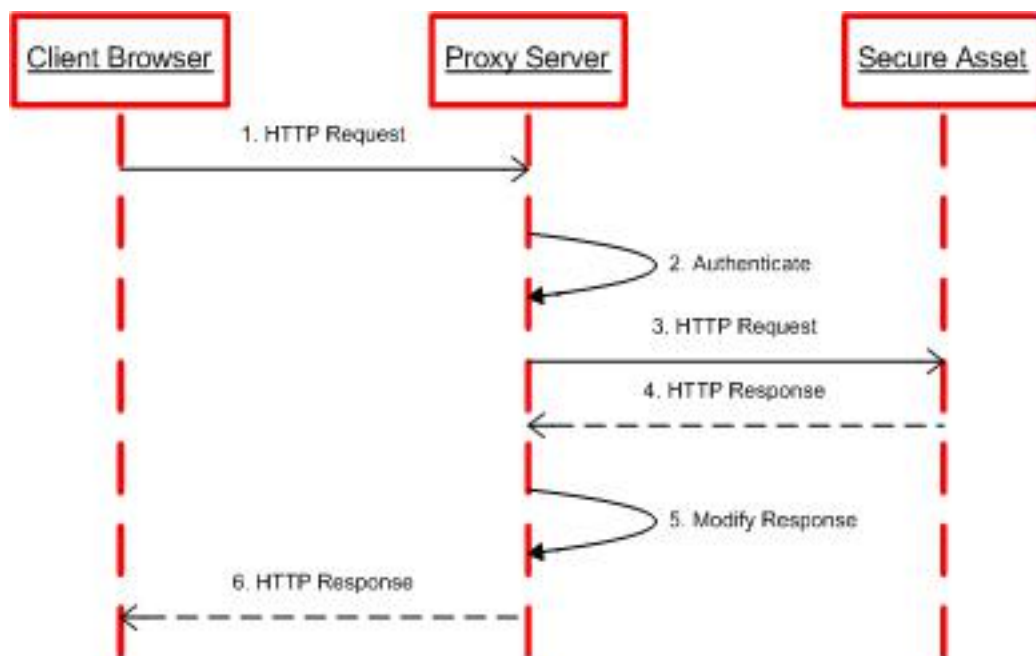 Client Browser
Proxy Server
Secure Asset
1. HTTP Request
2. Authenticate
3. HTTP Request
4. HTTP Response
5. Modify Response
6. HTTP Response